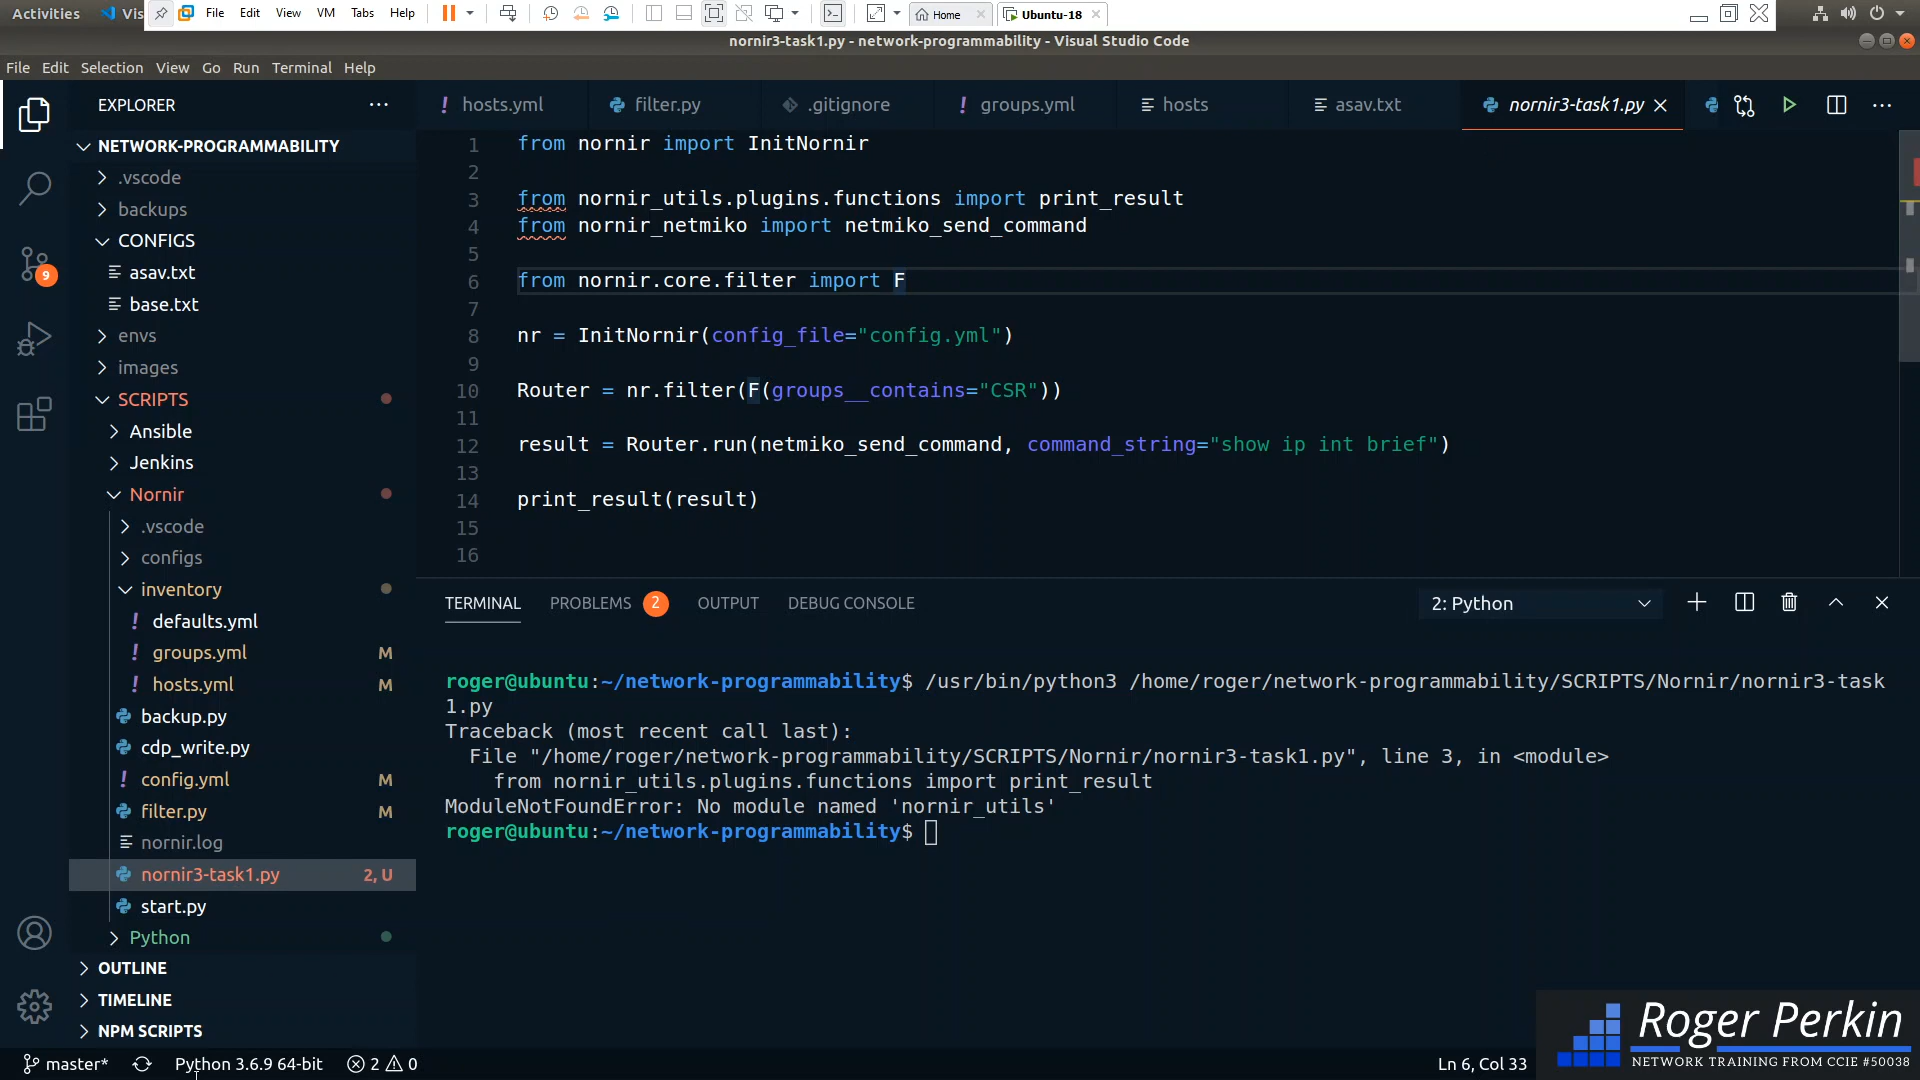 Activities
Vis
File Edit View VM Tabs Help
Home
Ubuntu-18
nornir3-task1.py - network-programmability - Visual Studio Code
File Edit Selection View Go Run Terminal Help
EXPLORER
hosts.yml
filter.py
.gitignore
groups.yml
hosts
asav.txt
nornir3-task1.py
NETWORK-PROGRAMMABILITY
.vscode
backups
CONFIGS
asav.txt
base.txt
envs
images
SCRIPTS
Ansible
Jenkins
Nornir
.vscode
configs
inventory
defaults.yml
groups.yml M
hosts.yml M
backup.py
cdp_write.py
config.yml M
filter.py M
nornir.log
nornir3-task1.py 2, U
start.py
Python
OUTLINE
TIMELINE
NPM SCRIPTS
9
1 from nornir import InitNornir
2
3 from nornir_utils.plugins.functions import print_result
4 from nornir_netmiko import netmiko_send_command
5
6 from nornir.core.filter import F
7
8 nr = InitNornir(config_file="config.yml")
9
10 Router = nr.filter(F(groups__contains="CSR"))
11
12 result = Router.run(netmiko_send_command, command_string="show ip int brief")
13
14 print_result(result)
15
16
TERMINAL PROBLEMS 2 OUTPUT DEBUG CONSOLE
2: Python
roger@ubuntu:~/network-programmability$ /usr/bin/python3 /home/roger/network-programmability/SCRIPTS/Nornir/nornir3-task
1.py
Traceback (most recent call last):
File "/home/roger/network-programmability/SCRIPTS/Nornir/nornir3-task1.py", line 3, in <module>
from nornir_utils.plugins.functions import print_result
ModuleNotFoundError: No module named 'nornir_utils'
roger@ubuntu:~/network-programmability$
master* Python 3.6.9 64-bit 2 0
Ln 6, Col 33
Roger Perkin
NETWORK TRAINING FROM CCIE #50038